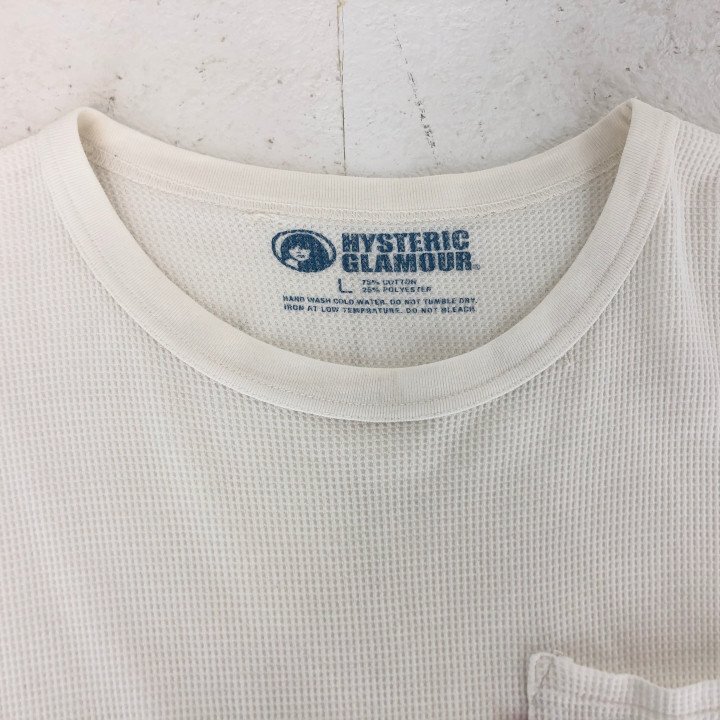 HYSTERIC
GLAMOUR®
L 75% COTTON
25% POLYESTER
HAND WASH COLD WATER. DO NOT TUMBLE DRY.
IRON AT LOW TEMPRATURE. DO NOT BLEACH.